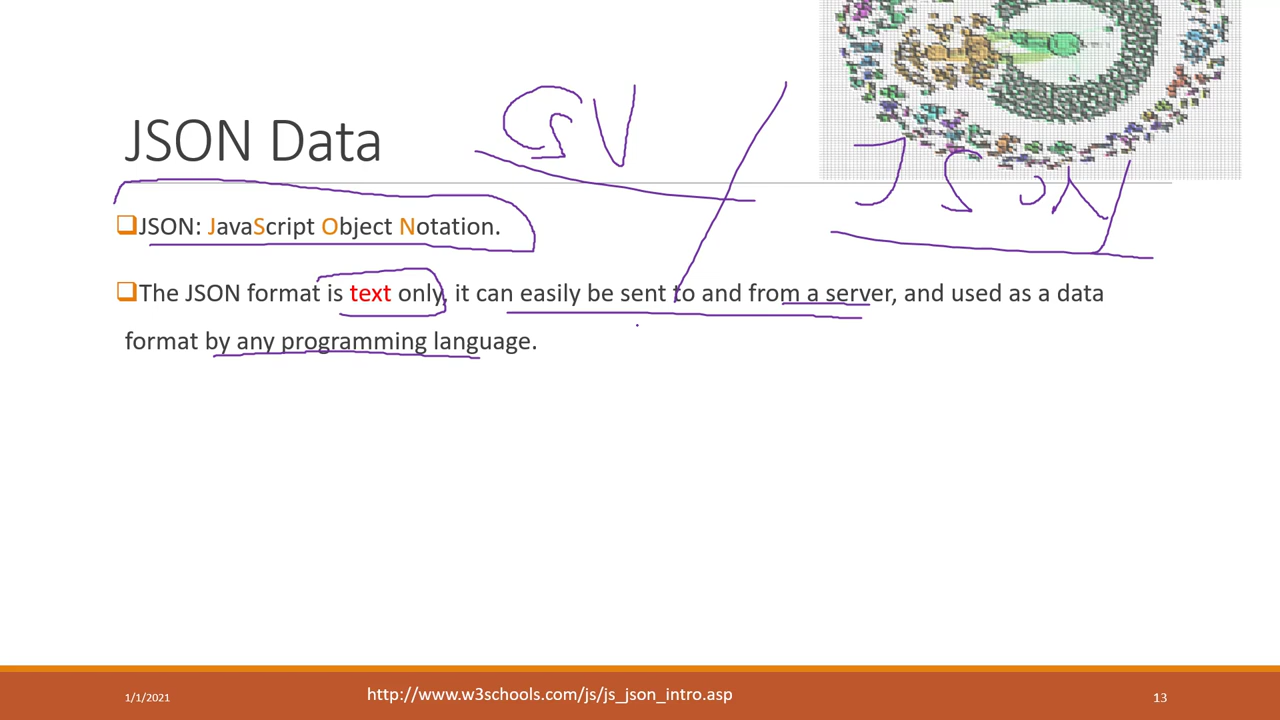 CSV
JSON Data
JSON
JSON: JavaScript Object Notation.
The JSON format is text only, it can easily be sent to and from a server, and used as a data
format by any programming language.
1/1/2021
http://www.w3schools.com/js/js_json_intro.asp
13